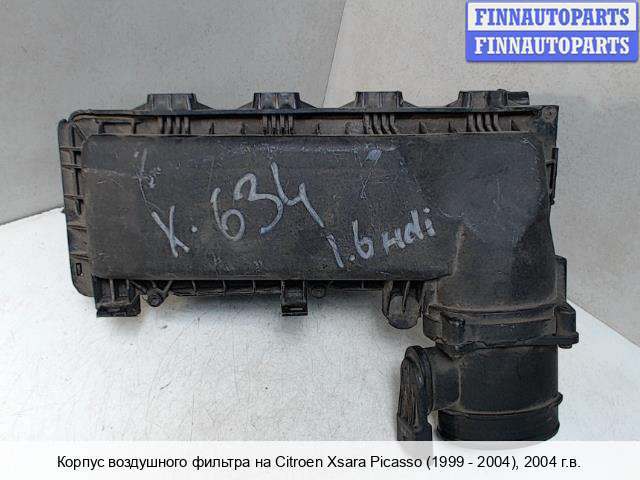 FINNAUTOPARTS
FINNAUTOPARTS
X. 634
1.6 HDi
Корпус воздушного фильтра на Citroen Xsara Picasso (1999 - 2004), 2004 г.в.